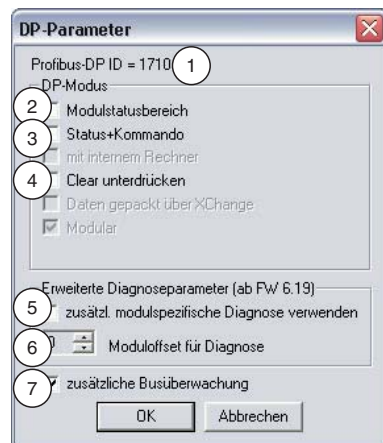 DP-Parameter
Profibus-DP ID = 1710 1
DP-Modus
2 Modulstatusbereich
3 Status+Kommando
mit internem Rechner
4 Clear unterdrücken
Daten gepackt über XChange
Modular
Erweiterte Diagnoseparameter (ab FW 6.19)
5 zusätzl. modulspezifische Diagnose verwenden
6 0 Moduloffset für Diagnose
7 zusätzliche Busüberwachung
OK Abbrechen